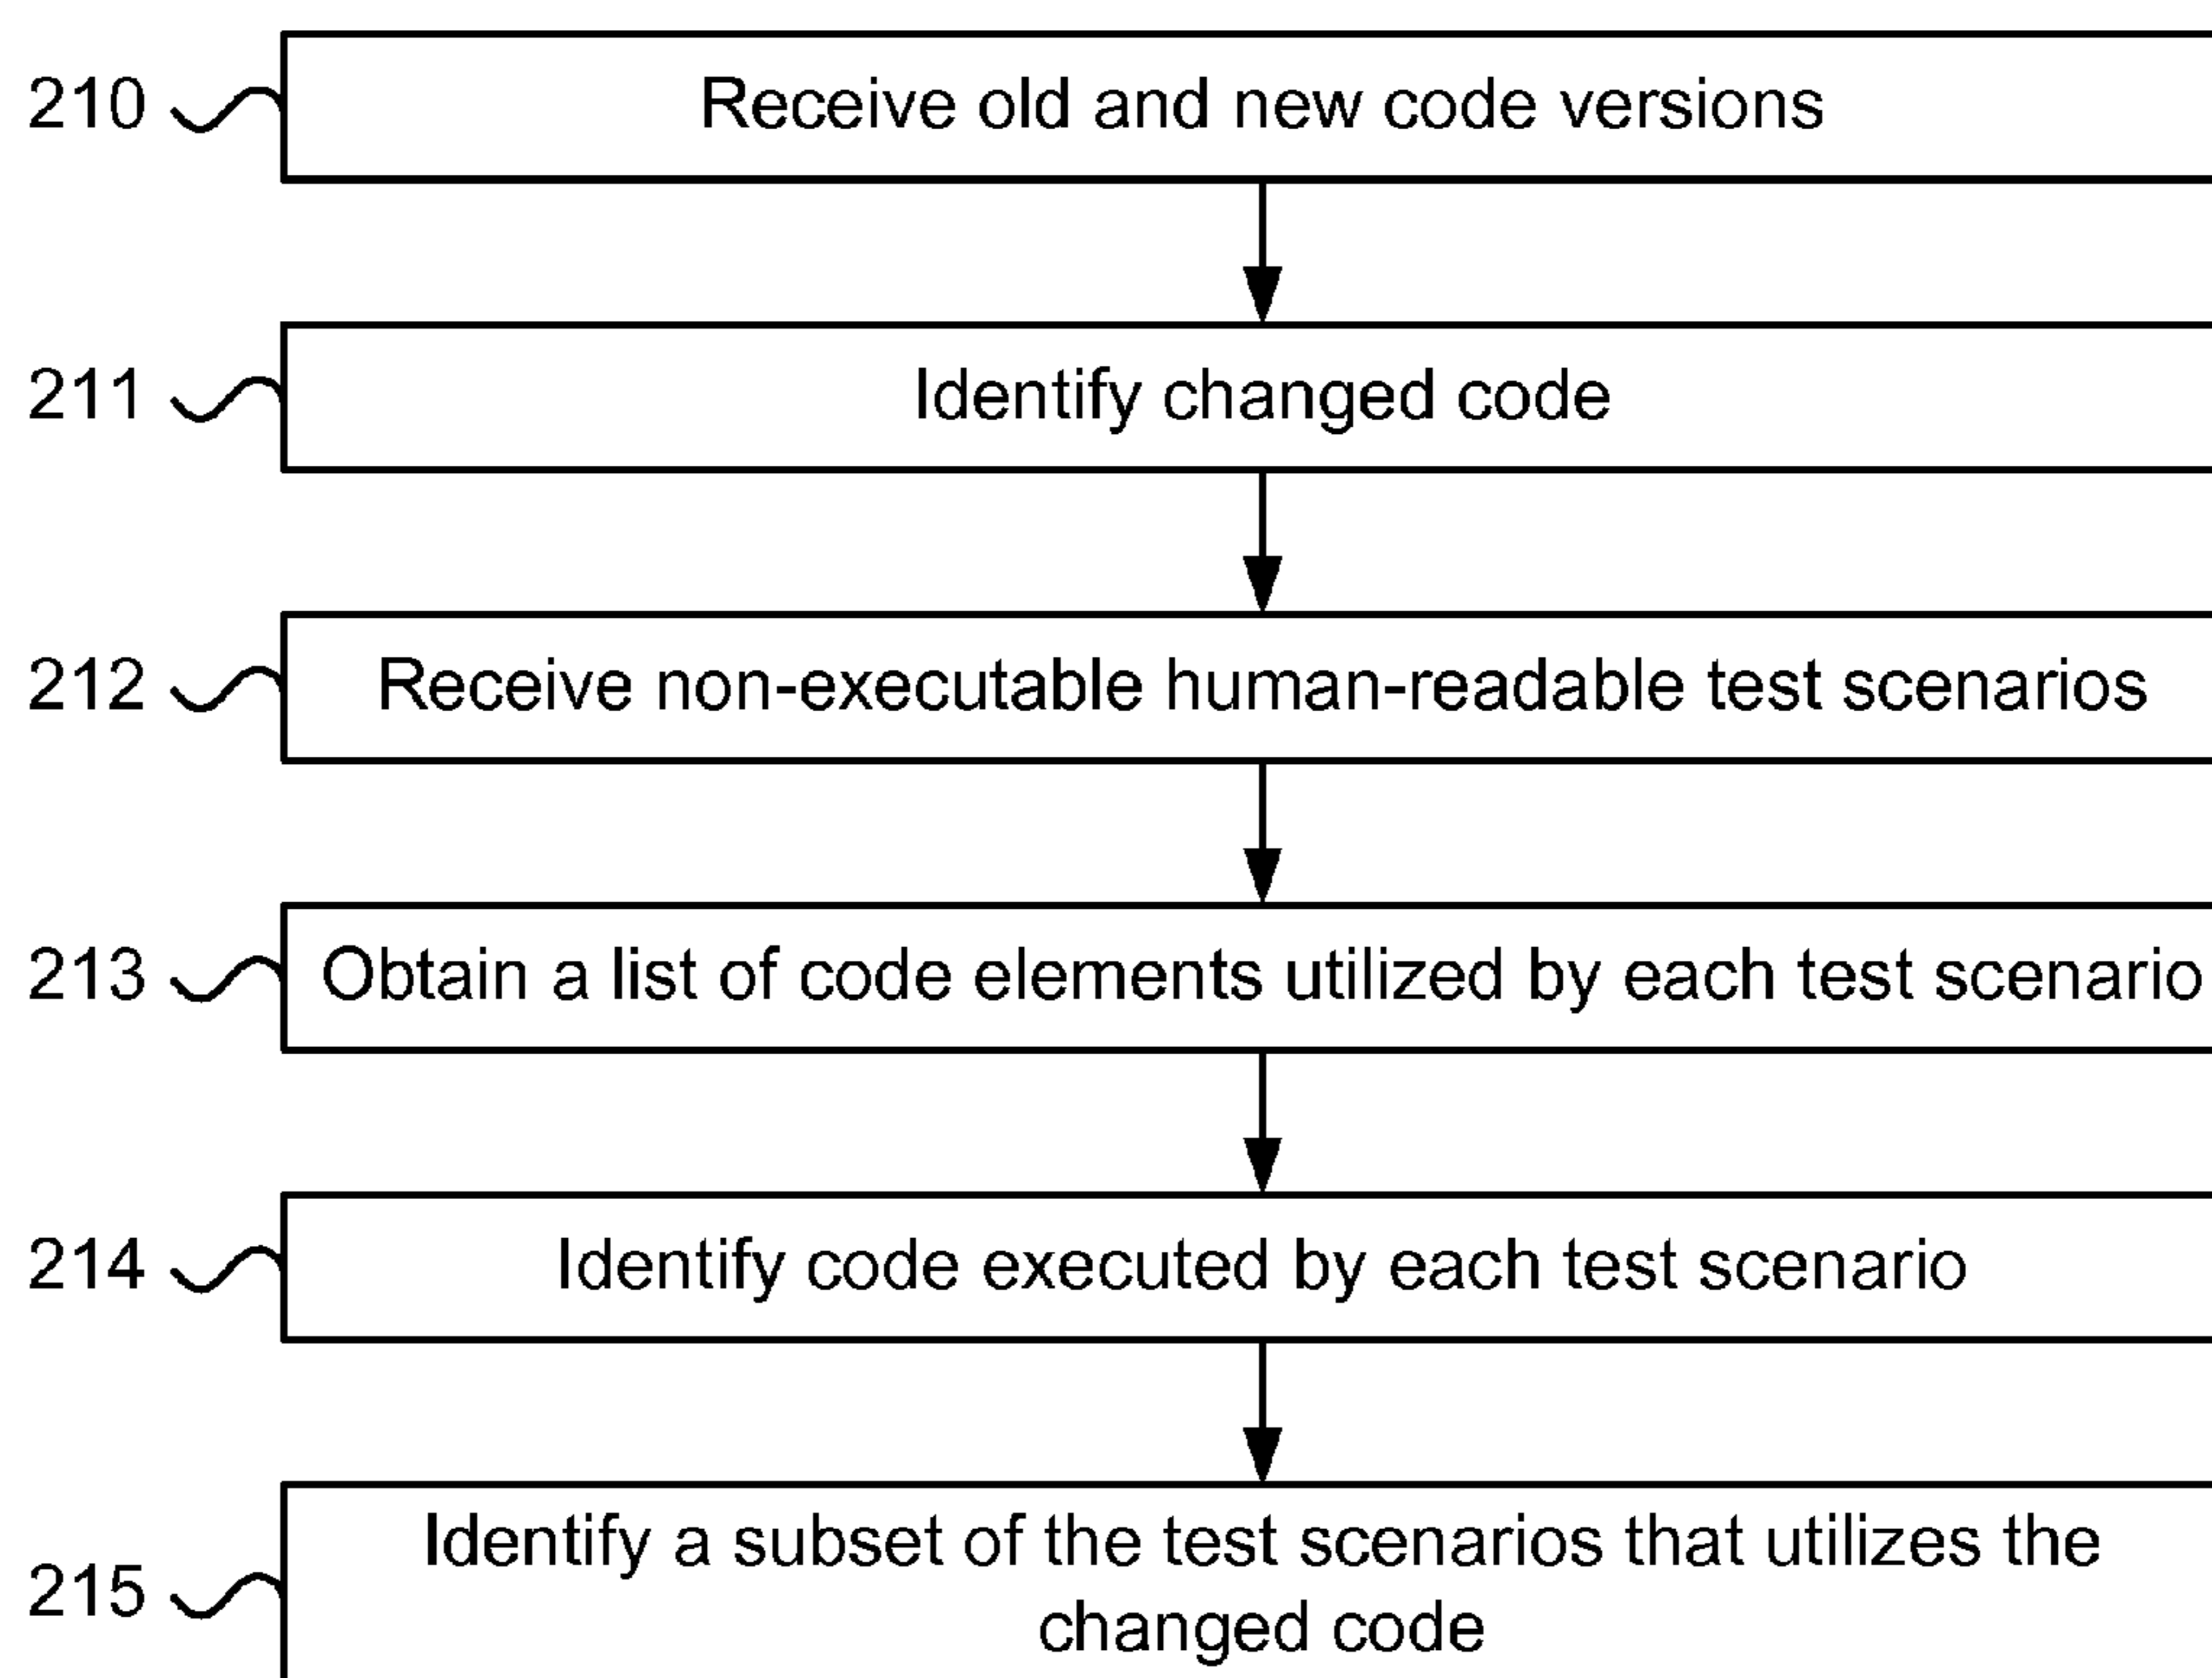 210 Receive old and new code versions
211 Identify changed code
212 Receive non-executable human-readable test scenarios
213 Obtain a list of code elements utilized by each test scenario
214 Identify code executed by each test scenario
215 Identify a subset of the test scenarios that utilizes the
changed code